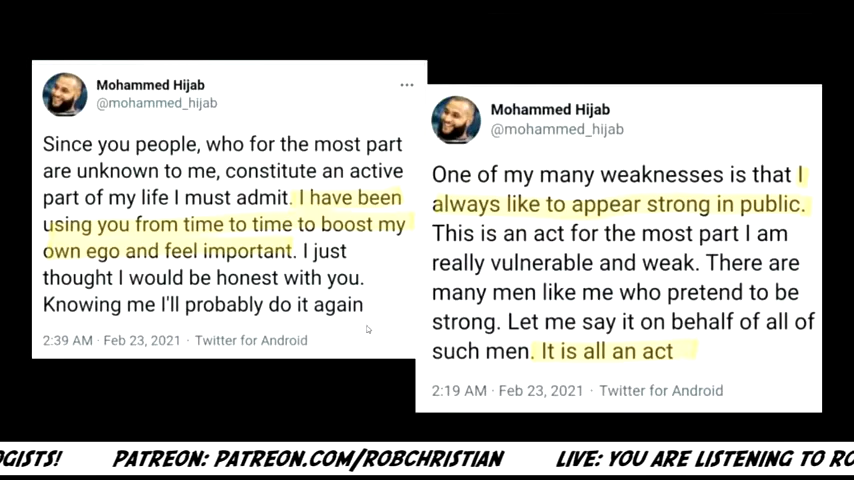 Mohammed Hijab
@mohammed_hijab
Since you people, who for the most part
are unknown to me, constitute an active
part of my life I must admit. I have been
using you from time to time to boost my
own ego and feel important. I just
thought I would be honest with you.
Knowing me I'll probably do it again
2:39 AM · Feb 23, 2021 · Twitter for Android
Mohammed Hijab
@mohammed_hijab
One of my many weaknesses is that I
always like to appear strong in public.
This is an act for the most part I am
really vulnerable and weak. There are
many men like me who pretend to be
strong. Let me say it on behalf of all of
such men. It is all an act
2:19 AM · Feb 23, 2021 · Twitter for Android
OGISTS! PATREON: PATREON.COM/ROBCHRISTIAN LIVE: YOU ARE LISTENING TO RO